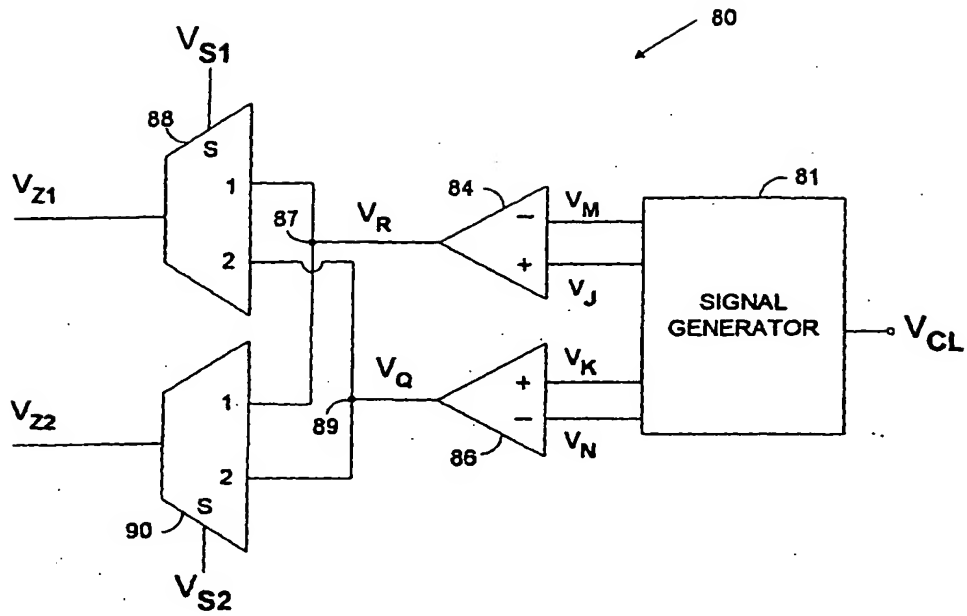 80
V_S1
88
S
V_Z1
1
2
87
V_R
84
−
V_M
+
V_J
81
SIGNAL
GENERATOR
V_CL
V_Z2
1
2
S
90
V_S2
V_Q
89
+
V_K
−
V_N
86